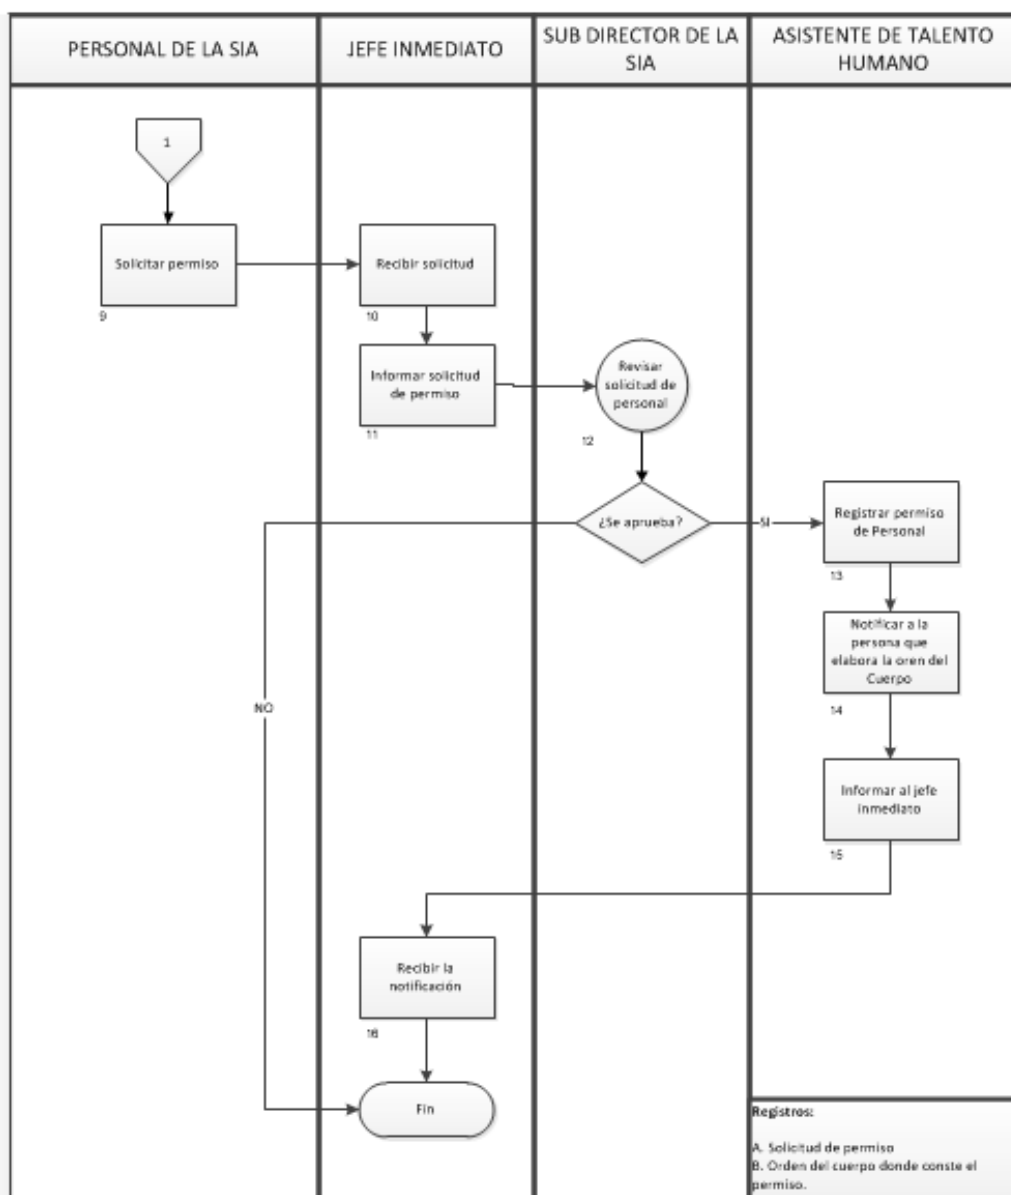 PERSONAL DE LA SIA
JEFE INMEDIATO
SUB DIRECTOR DE LA
SIA
ASISTENTE DE TALENTO
HUMANO
1
Solicitar permiso
9
Recibir solicitud
10
Informar solicitud
de permiso
11
Revisar
solicitud de
personal
12
¿Se aprueba?
SI
NO
Registrar permiso
de Personal
13
Notificar a la
persona que
elabora la oren del
Cuerpo
14
Informar al jefe
inmediato
15
Recibir la
notificación
16
Fin
Registros:
A. Solicitud de permiso
B. Orden del cuerpo donde conste el
permiso.